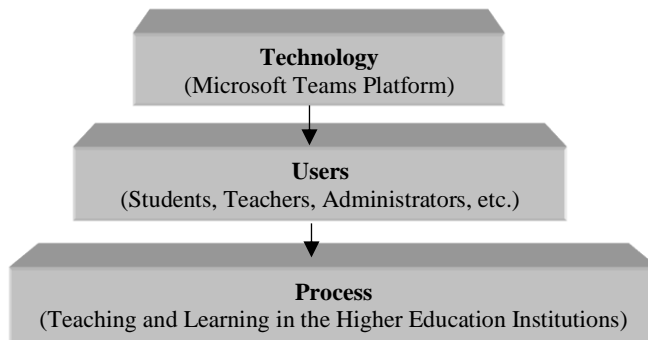 Technology
(Microsoft Teams Platform)
Users
(Students, Teachers, Administrators, etc.)
Process
(Teaching and Learning in the Higher Education Institutions)